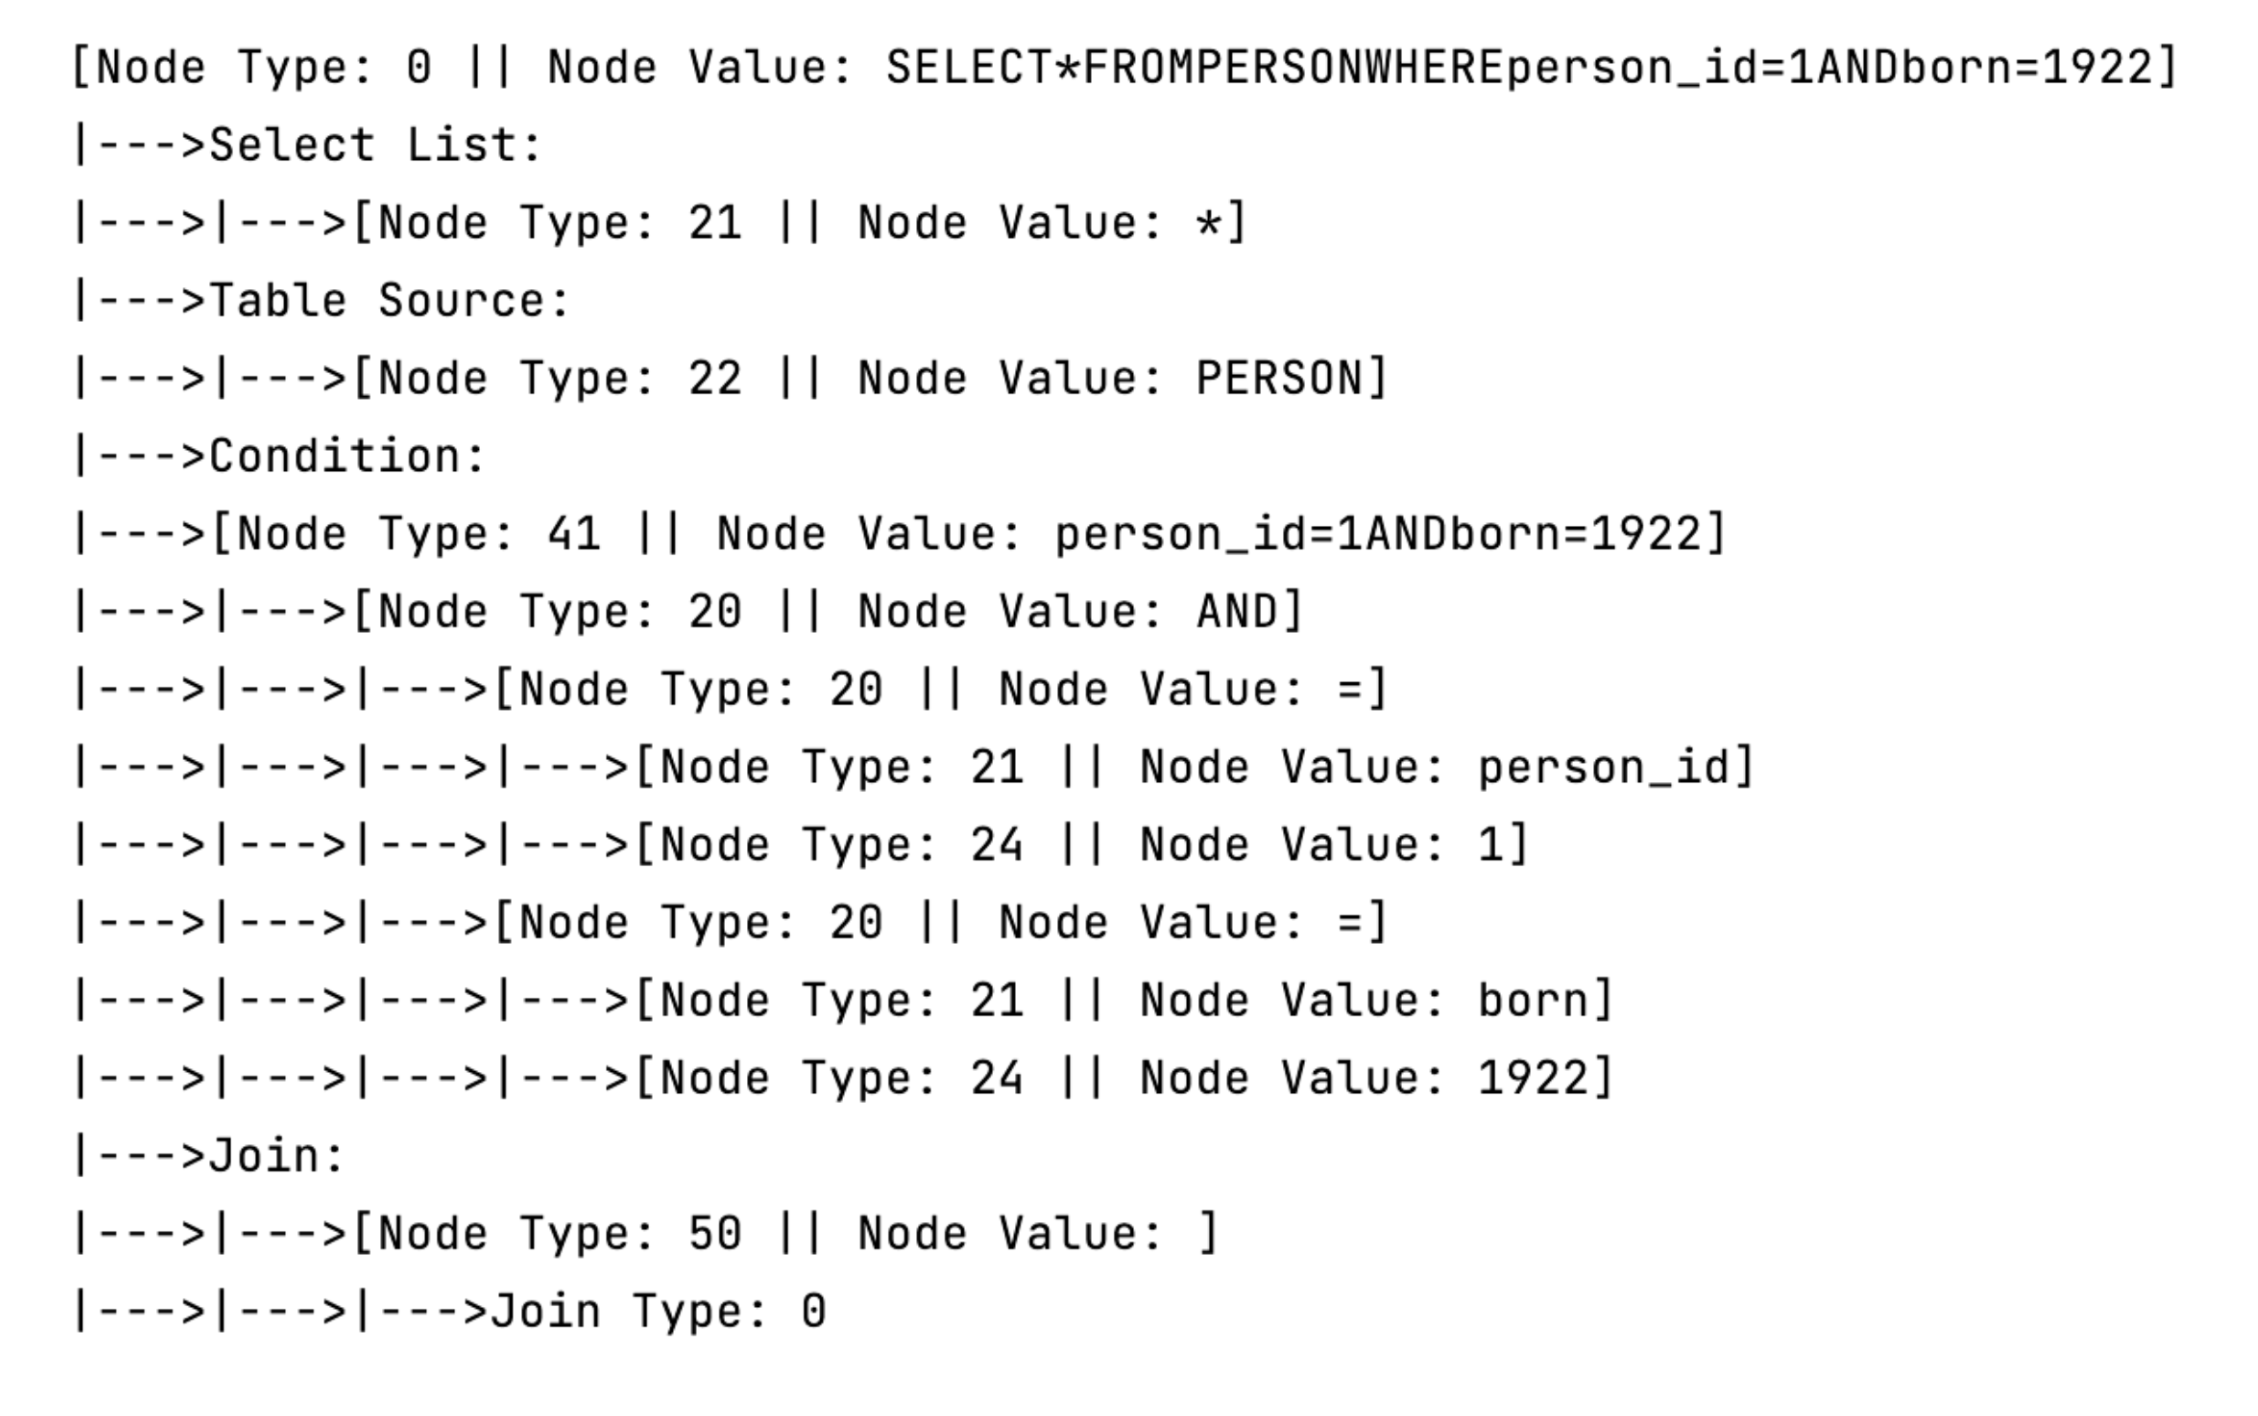 [Node Type: 0 || Node Value: SELECT*FROMPERSONWHEREperson_id=1ANDborn=1922]
|--->Select List:
|--->|--->[Node Type: 21 || Node Value: *]
|--->Table Source:
|--->|--->[Node Type: 22 || Node Value: PERSON]
|--->Condition:
|--->[Node Type: 41 || Node Value: person_id=1ANDborn=1922]
|--->|--->[Node Type: 20 || Node Value: AND]
|--->|--->|--->[Node Type: 20 || Node Value: =]
|--->|--->|--->|--->[Node Type: 21 || Node Value: person_id]
|--->|--->|--->|--->[Node Type: 24 || Node Value: 1]
|--->|--->|--->[Node Type: 20 || Node Value: =]
|--->|--->|--->|--->[Node Type: 21 || Node Value: born]
|--->|--->|--->|--->[Node Type: 24 || Node Value: 1922]
|--->Join:
|--->|--->[Node Type: 50 || Node Value: ]
|--->|--->|--->Join Type: 0